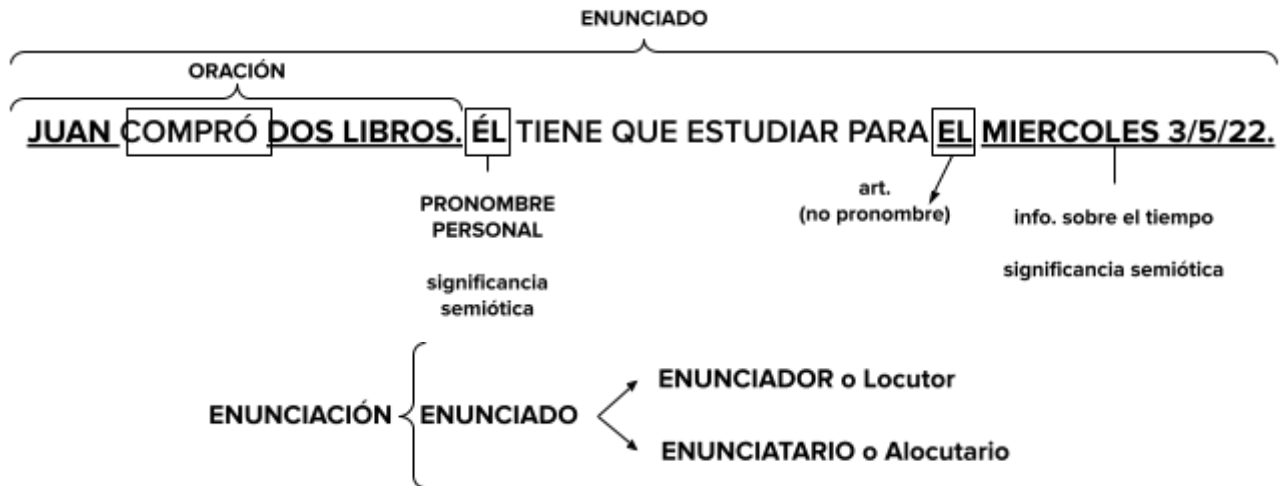 ENUNCIADO
ORACIÓN
JUAN COMPRÓ DOS LIBROS. ÉL TIENE QUE ESTUDIAR PARA EL MIERCOLES 3/5/22.
PRONOMBRE
PERSONAL
significancia
semiótica
art.
(no pronombre)
info. sobre el tiempo
significancia semiótica
ENUNCIACIÓN ENUNCIADO
ENUNCIADOR o Locutor
ENUNCIATARIO o Alocutario